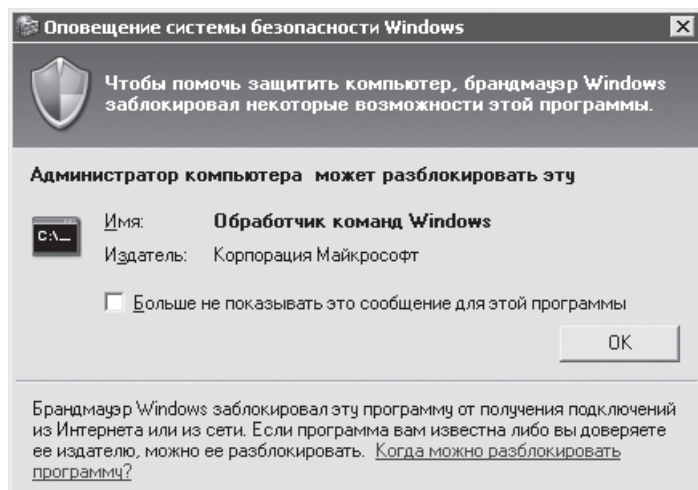 Оповещение системы безопасности Windows
Чтобы помочь защитить компьютер, брандмауэр Windows
заблокировал некоторые возможности этой программы.
Администратор компьютера может разблокировать эту
C:\_
Имя: Обработчик команд Windows
Издатель: Корпорация Майкрософт
Больше не показывать это сообщение для этой программы
OK
Брандмауэр Windows заблокировал эту программу от получения подключений
из Интернета или из сети. Если программа вам известна либо вы доверяете
ее издателю, можно ее разблокировать. Когда можно разблокировать
программу?